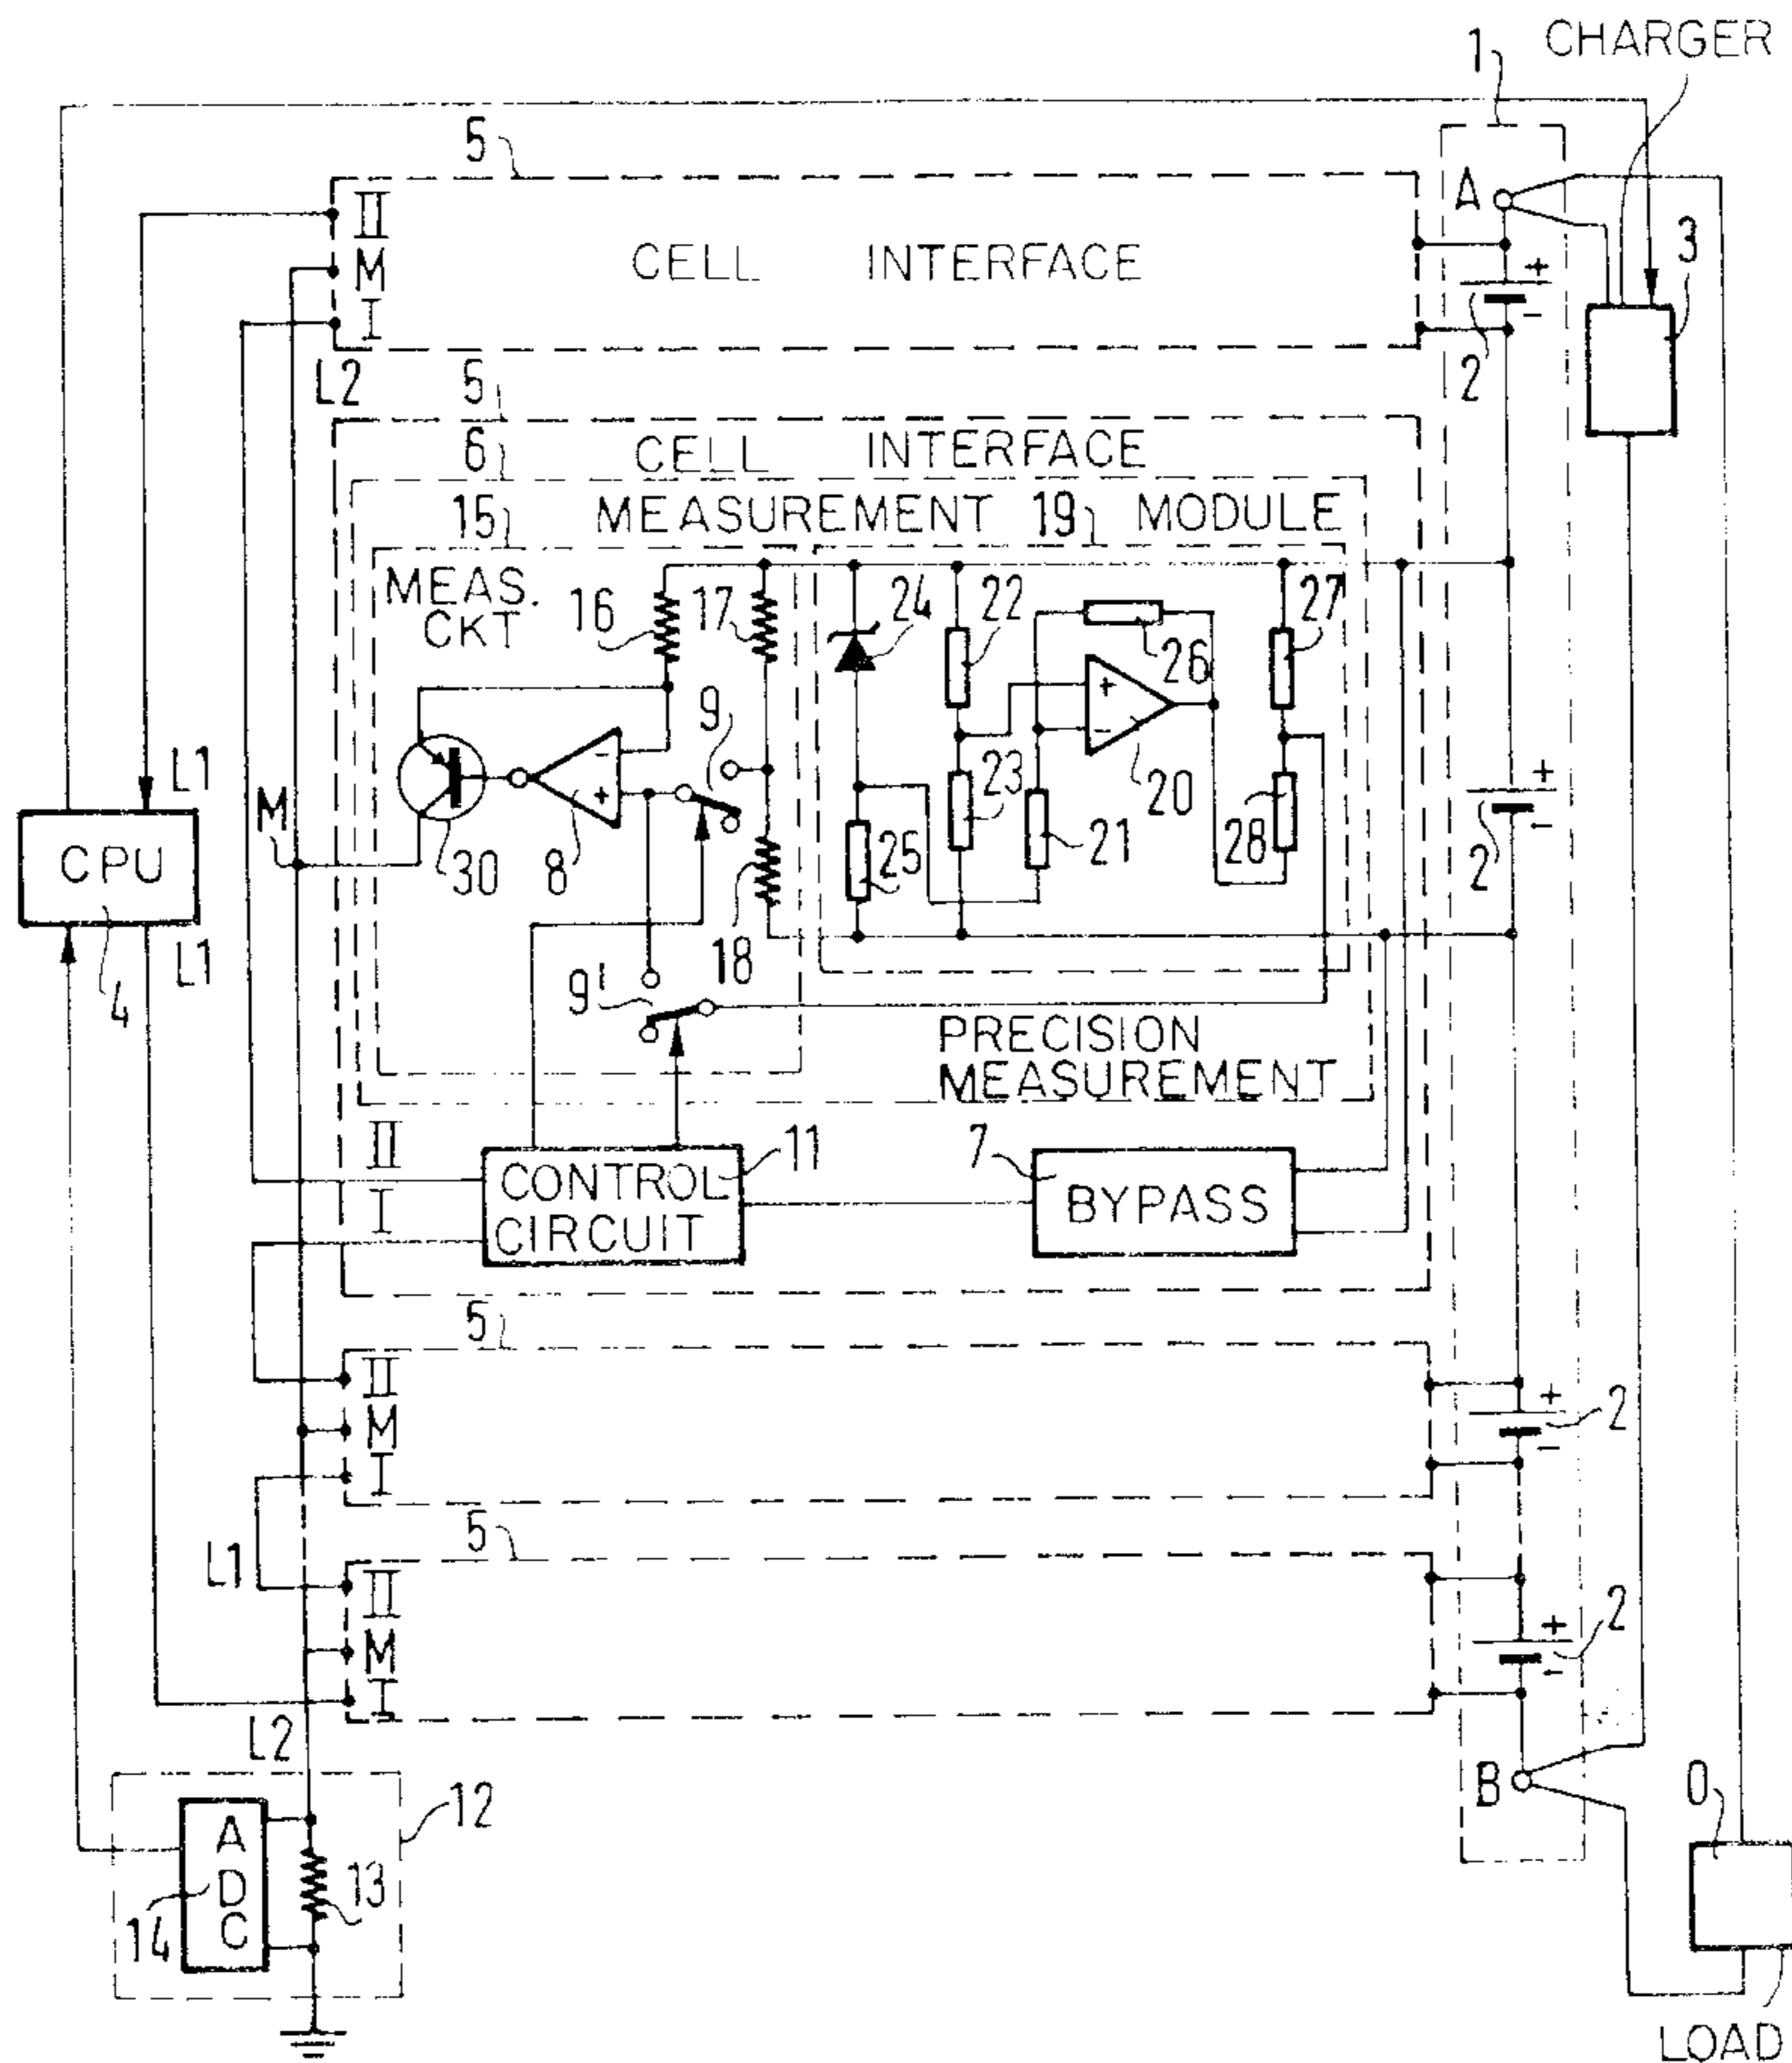 CHARGER
1
5
II
M
I
CELL INTERFACE
A
+
-
2
3
L2
5
6
CELL INTERFACE
MEASUREMENT MODULE
15
19
MEAS.
CKT
16
17
24
22
26
27
9
+
-
20
23
21
28
25
-
+
8
30
18
9'
M
L1
CPU
4
L1
+
-
2
PRECISION
MEASUREMENT
II
I
CONTROL
CIRCUIT
11
7
BYPASS
5
II
M
I
+
-
2
L1
5
II
M
I
+
-
2
L2
B
12
A
D
C
14
13
0
LOAD